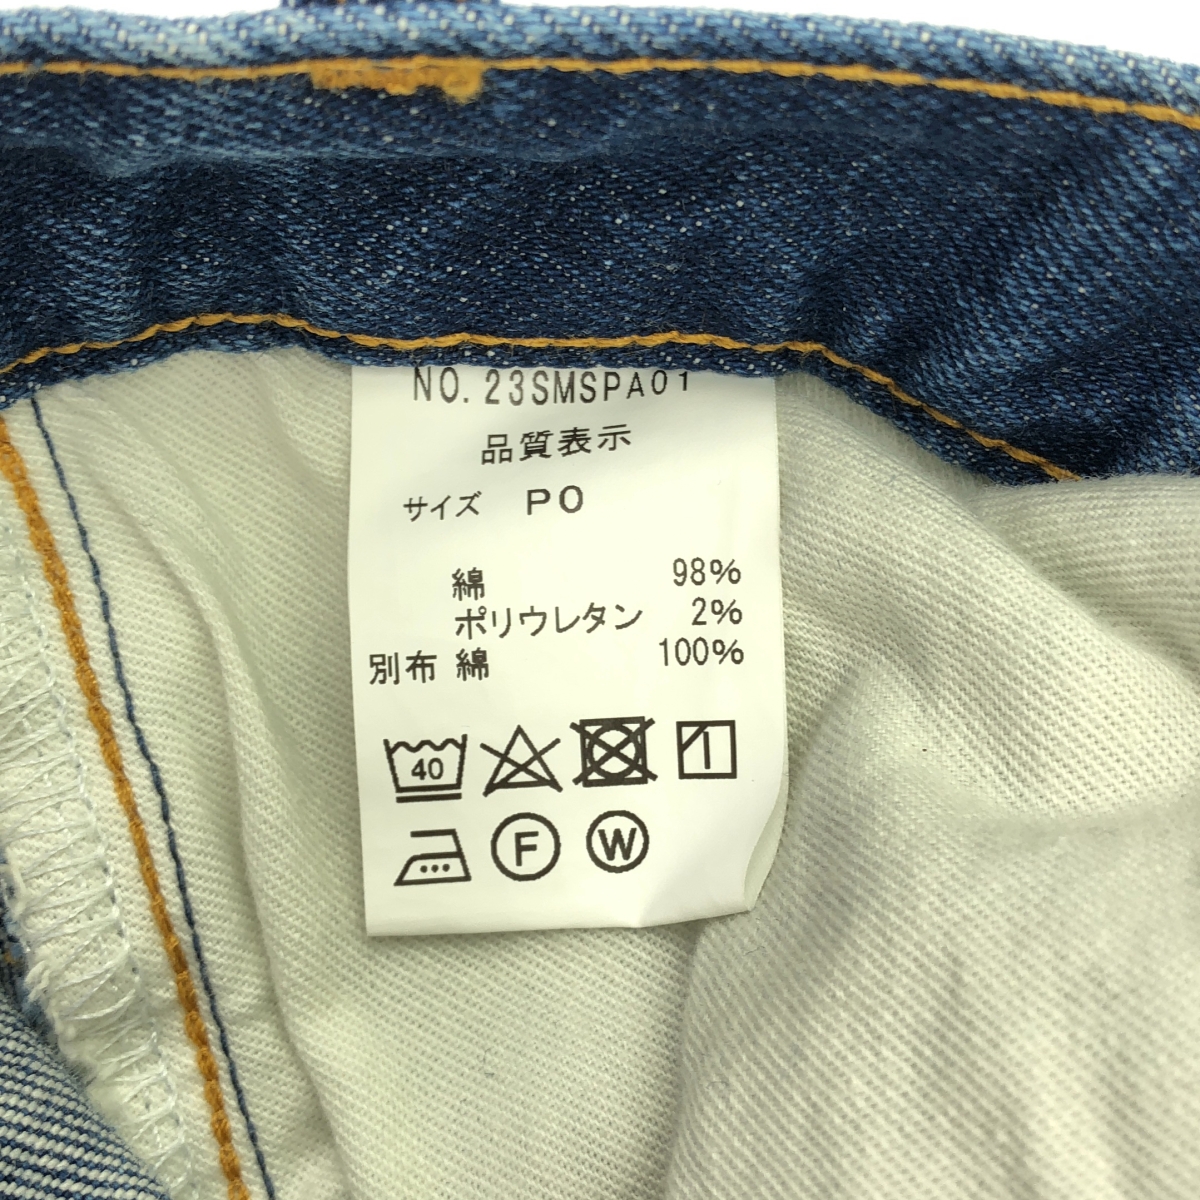 NO. 23SMSPA01
品質表示
サイズ PO
綿 98%
ポリウレタン 2%
別布 綿 100%
40
F W